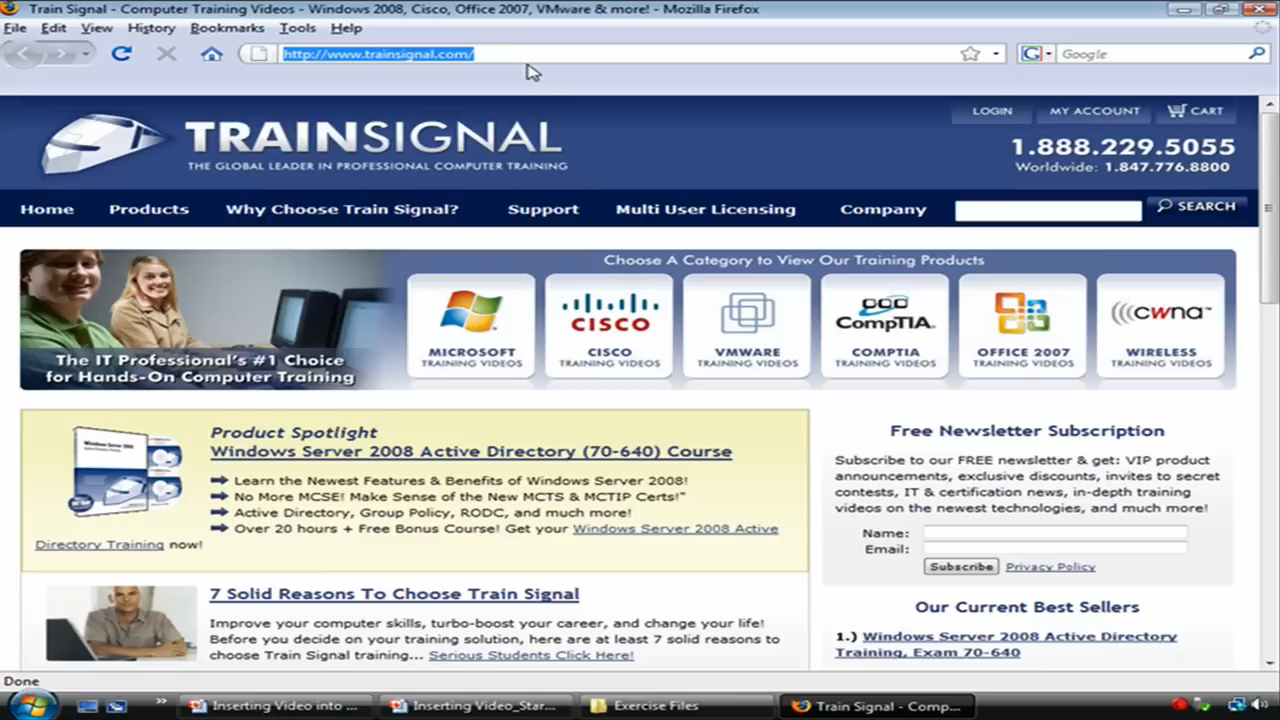 Train Signal - Computer Training Videos - Windows 2008, Cisco, Office 2007, VMware & more! - Mozilla Firefox
File Edit View History Bookmarks Tools Help
http://www.trainsignal.com/
Google
LOGIN MY ACCOUNT CART
TRAINSIGNAL
THE GLOBAL LEADER IN PROFESSIONAL COMPUTER TRAINING
1.888.229.5055
Worldwide: 1.847.776.8800
Home Products Why Choose Train Signal? Support Multi User Licensing Company SEARCH
Choose A Category to View Our Training Products
The IT Professional's #1 Choice
for Hands-On Computer Training
MICROSOFT
TRAINING VIDEOS
CISCO
CISCO
TRAINING VIDEOS
VMWARE
TRAINING VIDEOS
CompTIA.
COMPTIA
TRAINING VIDEOS
OFFICE 2007
TRAINING VIDEOS
cwna™
WIRELESS
TRAINING VIDEOS
Product Spotlight
Windows Server 2008 Active Directory (70-640) Course
Learn the Newest Features & Benefits of Windows Server 2008!
No More MCSE! Make Sense of the New MCTS & MCTIP Certs!"
Active Directory, Group Policy, RODC, and much more!
Over 20 hours + Free Bonus Course! Get your Windows Server 2008 Active
Directory Training now!
7 Solid Reasons To Choose Train Signal
Improve your computer skills, turbo-boost your career, and change your life!
Before you decide on your training solution, here are at least 7 solid reasons to
choose Train Signal training... Serious Students Click Here!
Free Newsletter Subscription
Subscribe to our FREE newsletter & get: VIP product
announcements, exclusive discounts, invites to secret
contests, IT & certification news, in-depth training
videos on the newest technologies, and much more!
Name:
Email:
Subscribe Privacy Policy
Our Current Best Sellers
1.) Windows Server 2008 Active Directory
Training, Exam 70-640
Done
Inserting Video into ... Inserting Video_Star... Exercise Files Train Signal - Comp...